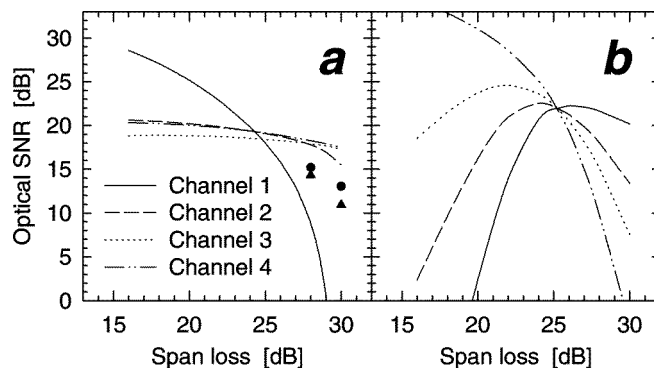 Optical SNR [dB]
30
25
20
15
10
5
0
a
b
Channel 1
Channel 2
Channel 3
Channel 4
15 20 25 30 15 20 25 30
Span loss [dB] Span loss [dB]